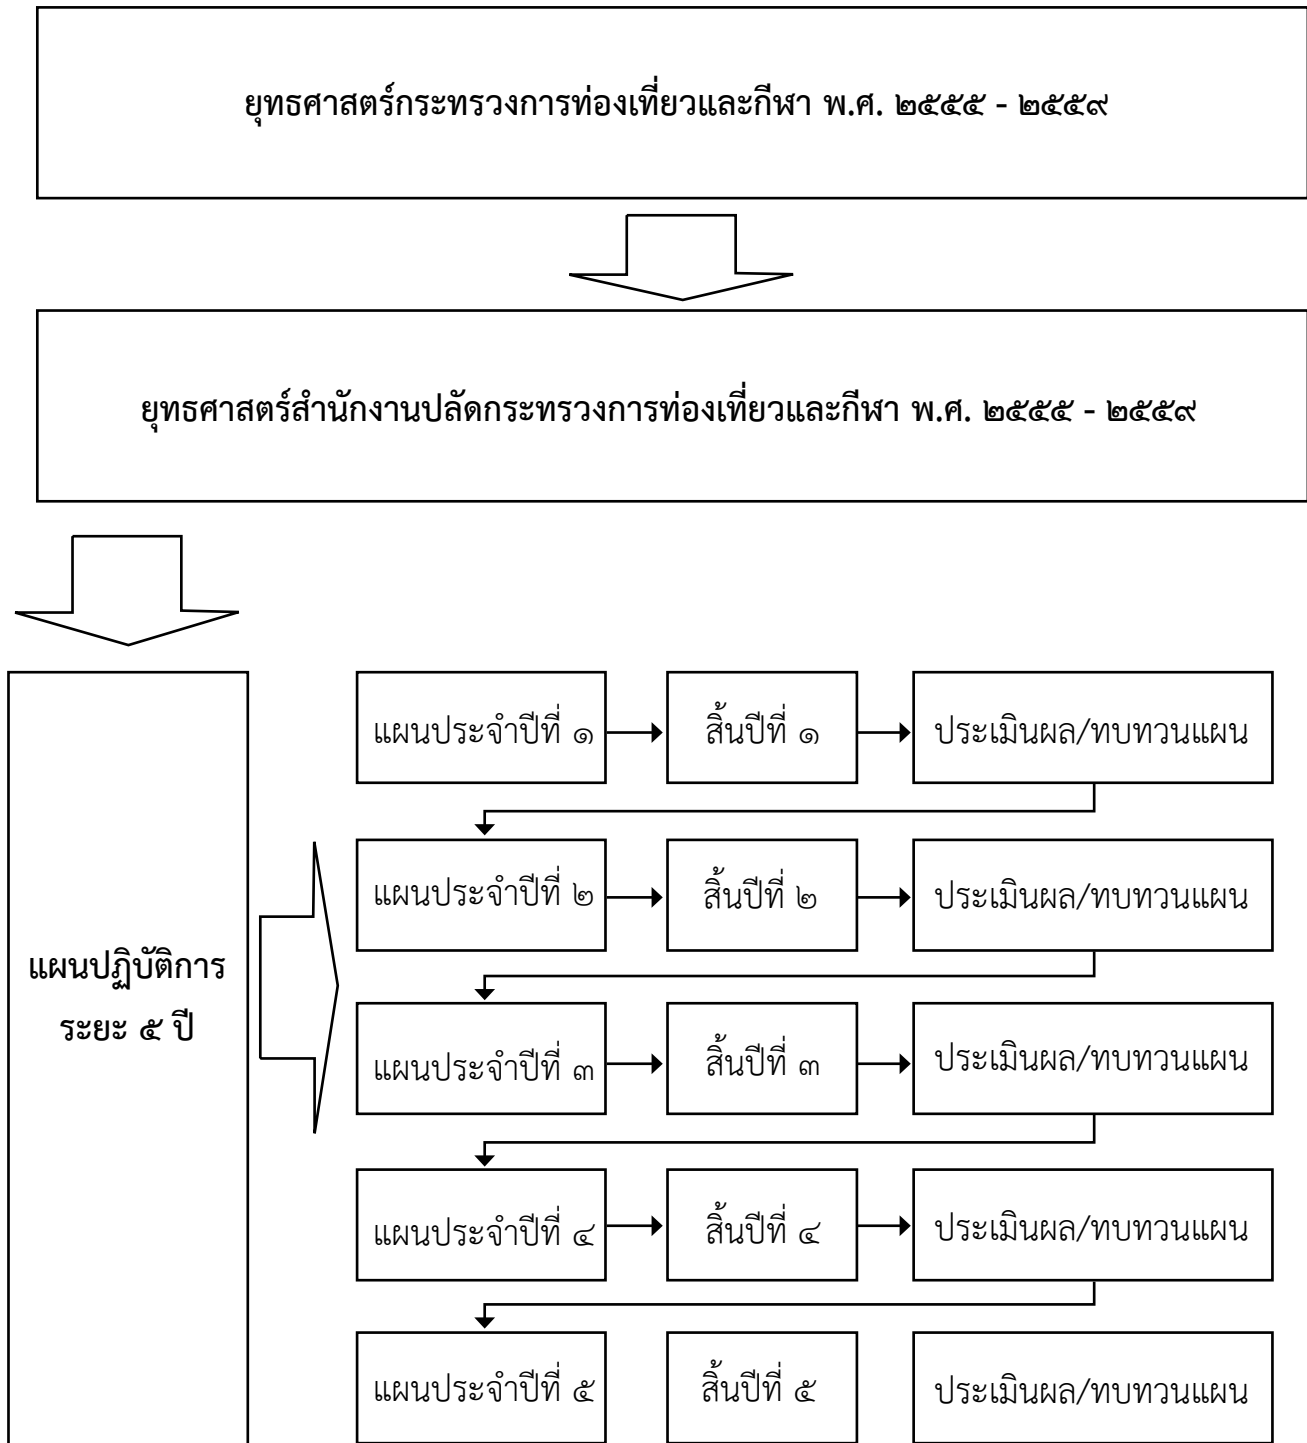 ยุทธศาสตร์กระทรวงการท่องเที่ยวและกีฬา พ.ศ. ๒๕๕๕ - ๒๕๕๙
ยุทธศาสตร์สำนักงานปลัดกระทรวงการท่องเที่ยวและกีฬา พ.ศ. ๒๕๕๕ - ๒๕๕๙
แผนปฏิบัติการ
ระยะ ๕ ปี
แผนประจำปีที่ ๑
สิ้นปีที่ ๑
ประเมินผล/ทบทวนแผน
แผนประจำปีที่ ๒
สิ้นปีที่ ๒
ประเมินผล/ทบทวนแผน
แผนประจำปีที่ ๓
สิ้นปีที่ ๓
ประเมินผล/ทบทวนแผน
แผนประจำปีที่ ๔
สิ้นปีที่ ๔
ประเมินผล/ทบทวนแผน
แผนประจำปีที่ ๕
สิ้นปีที่ ๕
ประเมินผล/ทบทวนแผน